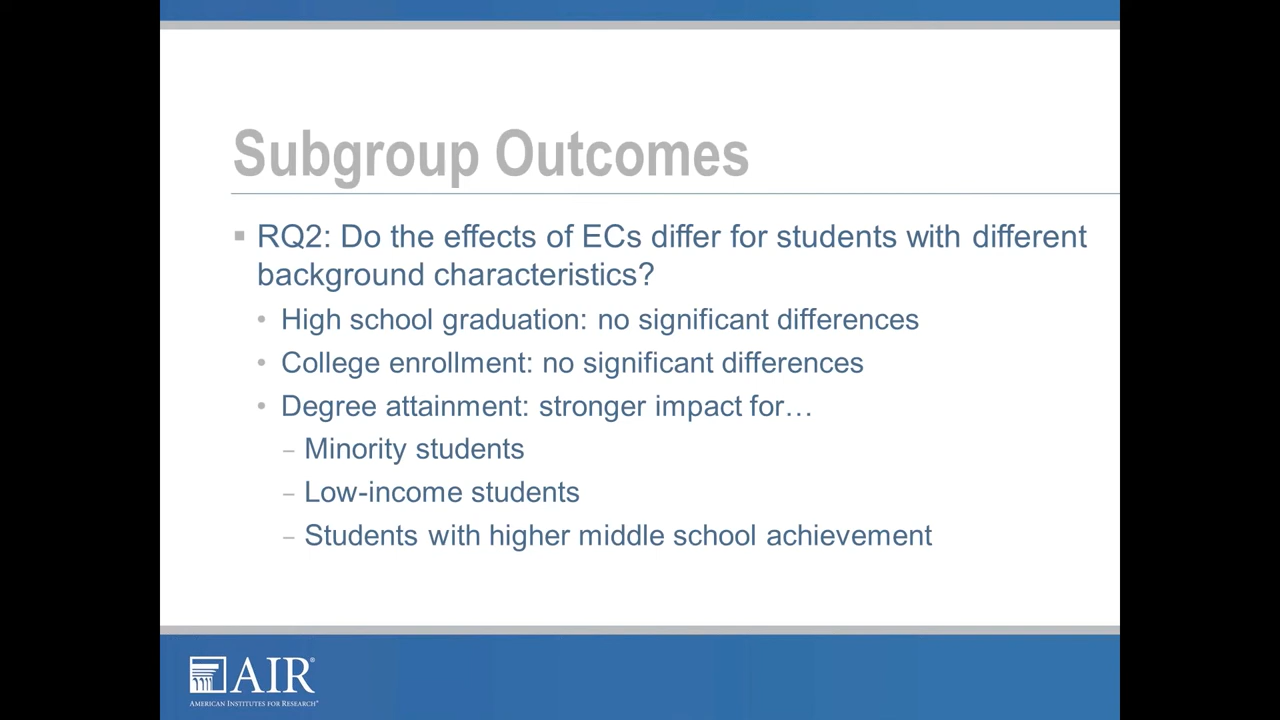 Subgroup Outcomes
▪ RQ2: Do the effects of ECs differ for students with different
background characteristics?
• High school graduation: no significant differences
• College enrollment: no significant differences
• Degree attainment: stronger impact for…
– Minority students
– Low-income students
– Students with higher middle school achievement
AIR®
AMERICAN INSTITUTES FOR RESEARCH®